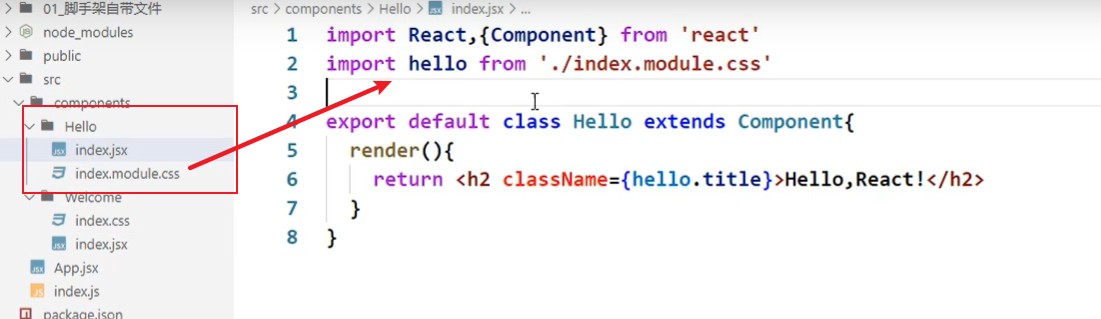 01_脚手架自带文件
node_modules
public
src
components
Hello
index.jsx
index.module.css
Welcome
index.css
index.jsx
App.jsx
index.js
package.json
src > components > Hello > index.jsx > ...
1 import React,{Component} from 'react'
2 import hello from './index.module.css'
3
4 export default class Hello extends Component{
5 render(){
6 return <h2 className={hello.title}>Hello,React!</h2>
7 }
8 }